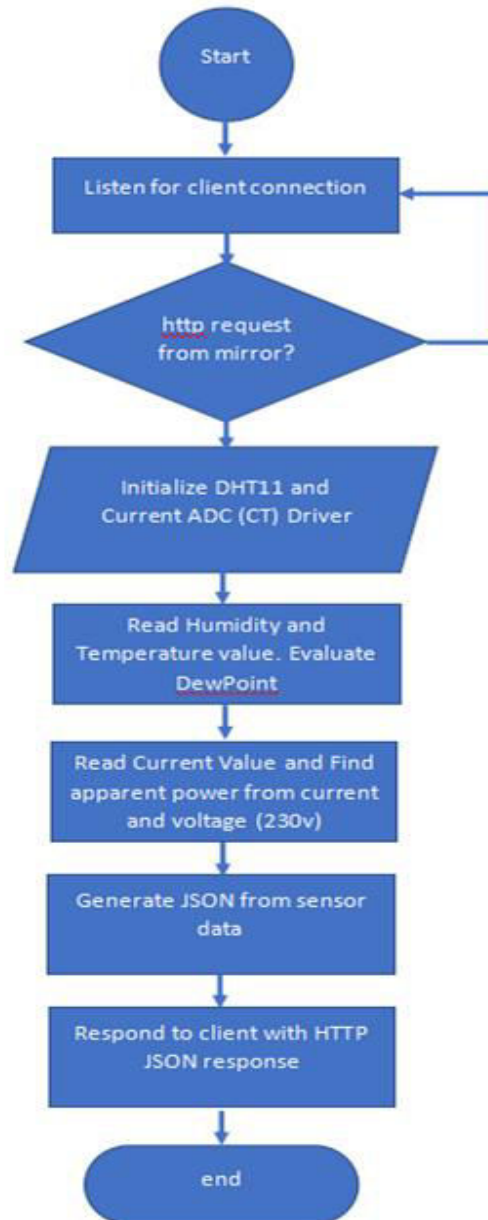 Start
Listen for client connection
http request
from mirror?
Initialize DHT11 and
Current ADC (CT) Driver
Read Humidity and
Temperature value. Evaluate
DewPoint
Read Current Value and Find
apparent power from current
and voltage (230v)
Generate JSON from sensor
data
Respond to client with HTTP
JSON response
end